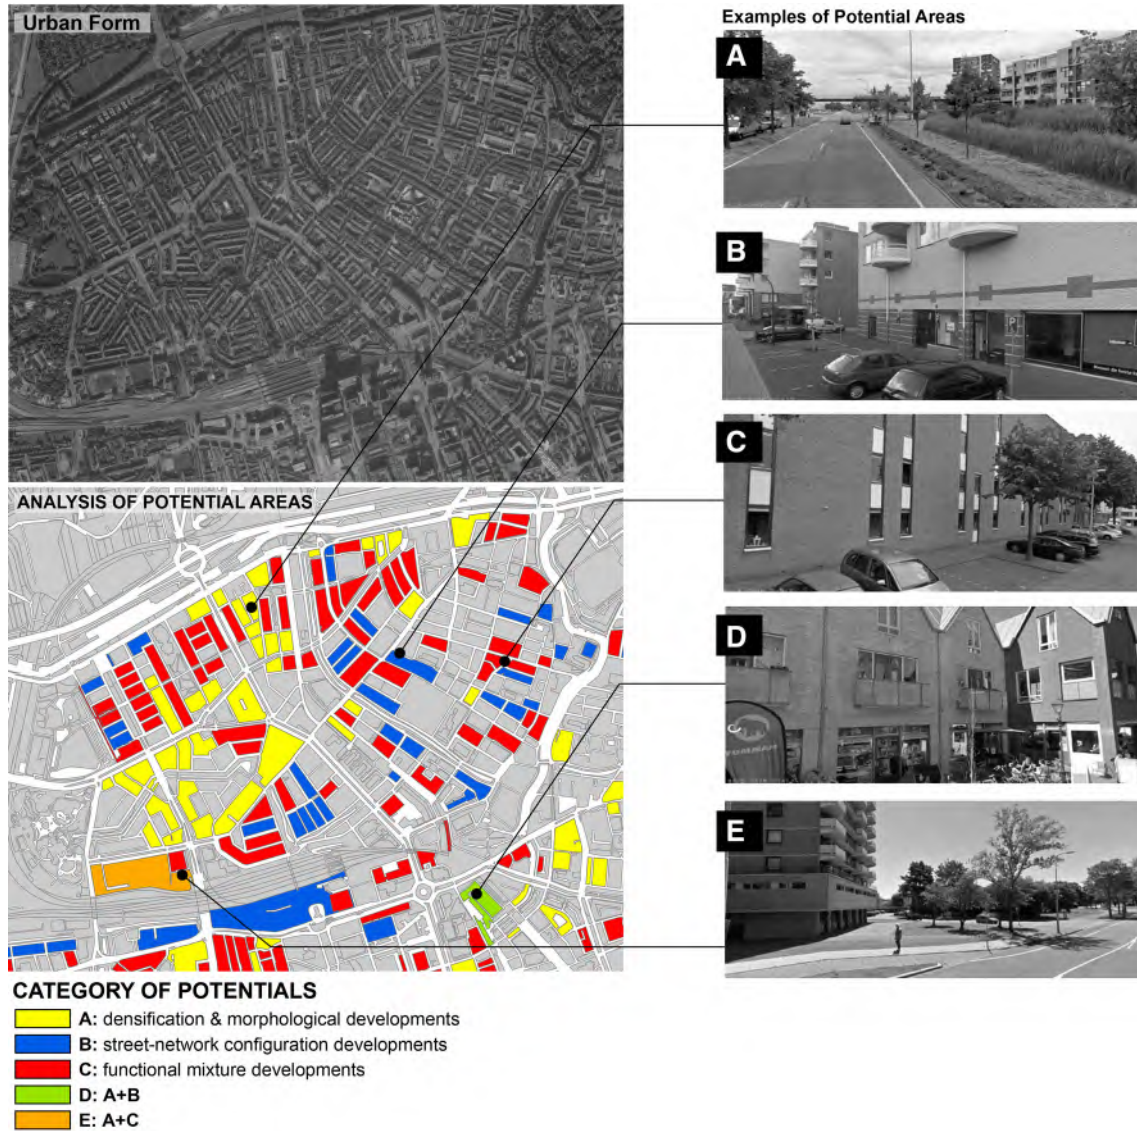 Urban Form
Examples of Potential Areas
A
B
C
D
E
ANALYSIS OF POTENTIAL AREAS
CATEGORY OF POTENTIALS
A: densification & morphological developments
B: street-network configuration developments
C: functional mixture developments
D: A+B
E: A+C